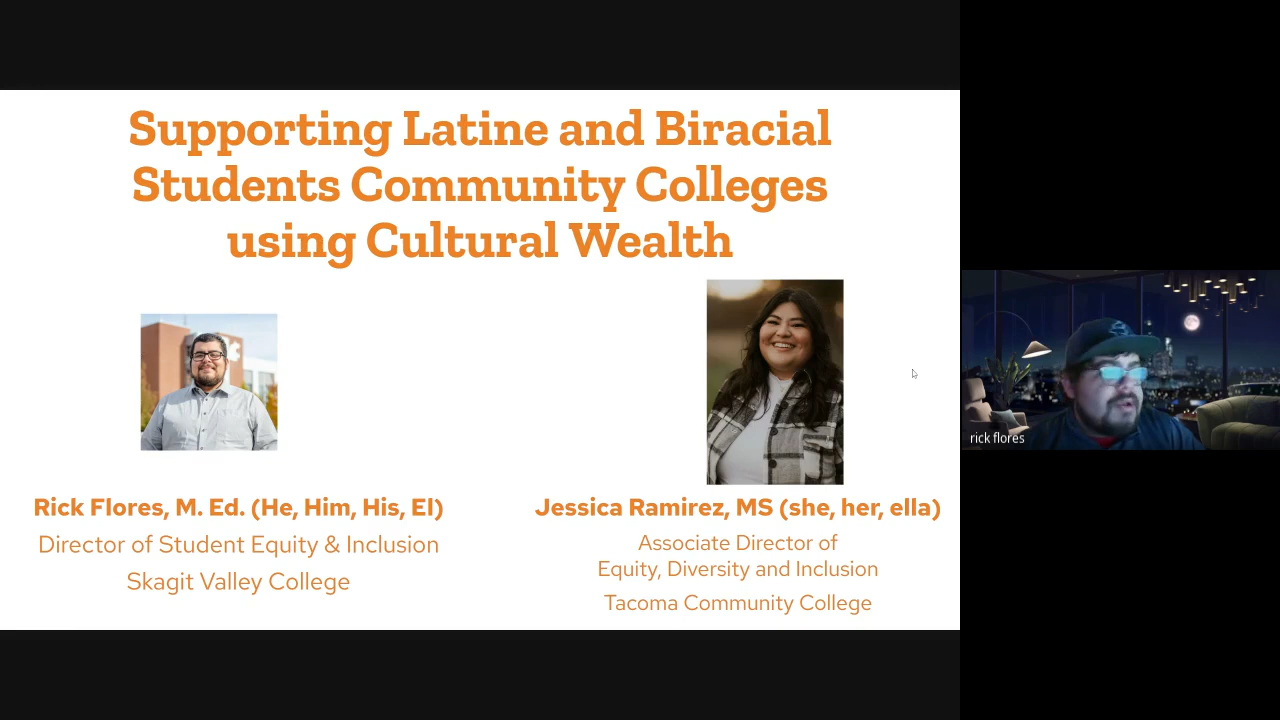 Supporting Latine and Biracial
Students Community Colleges
using Cultural Wealth
Rick Flores, M. Ed. (He, Him, His, El)
Director of Student Equity & Inclusion
Skagit Valley College
Jessica Ramirez, MS (she, her, ella)
Associate Director of
Equity, Diversity and Inclusion
Tacoma Community College
rick flores